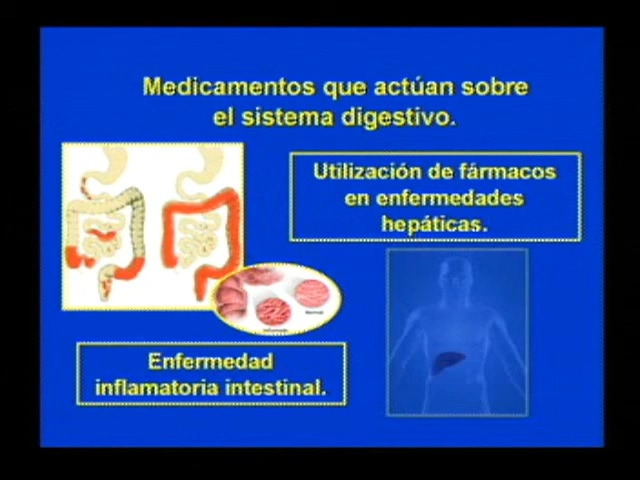 Medicamentos que actúan sobre
el sistema digestivo.
Utilización de fármacos
en enfermedades
hepáticas.
Enfermedad
inflamatoria intestinal.